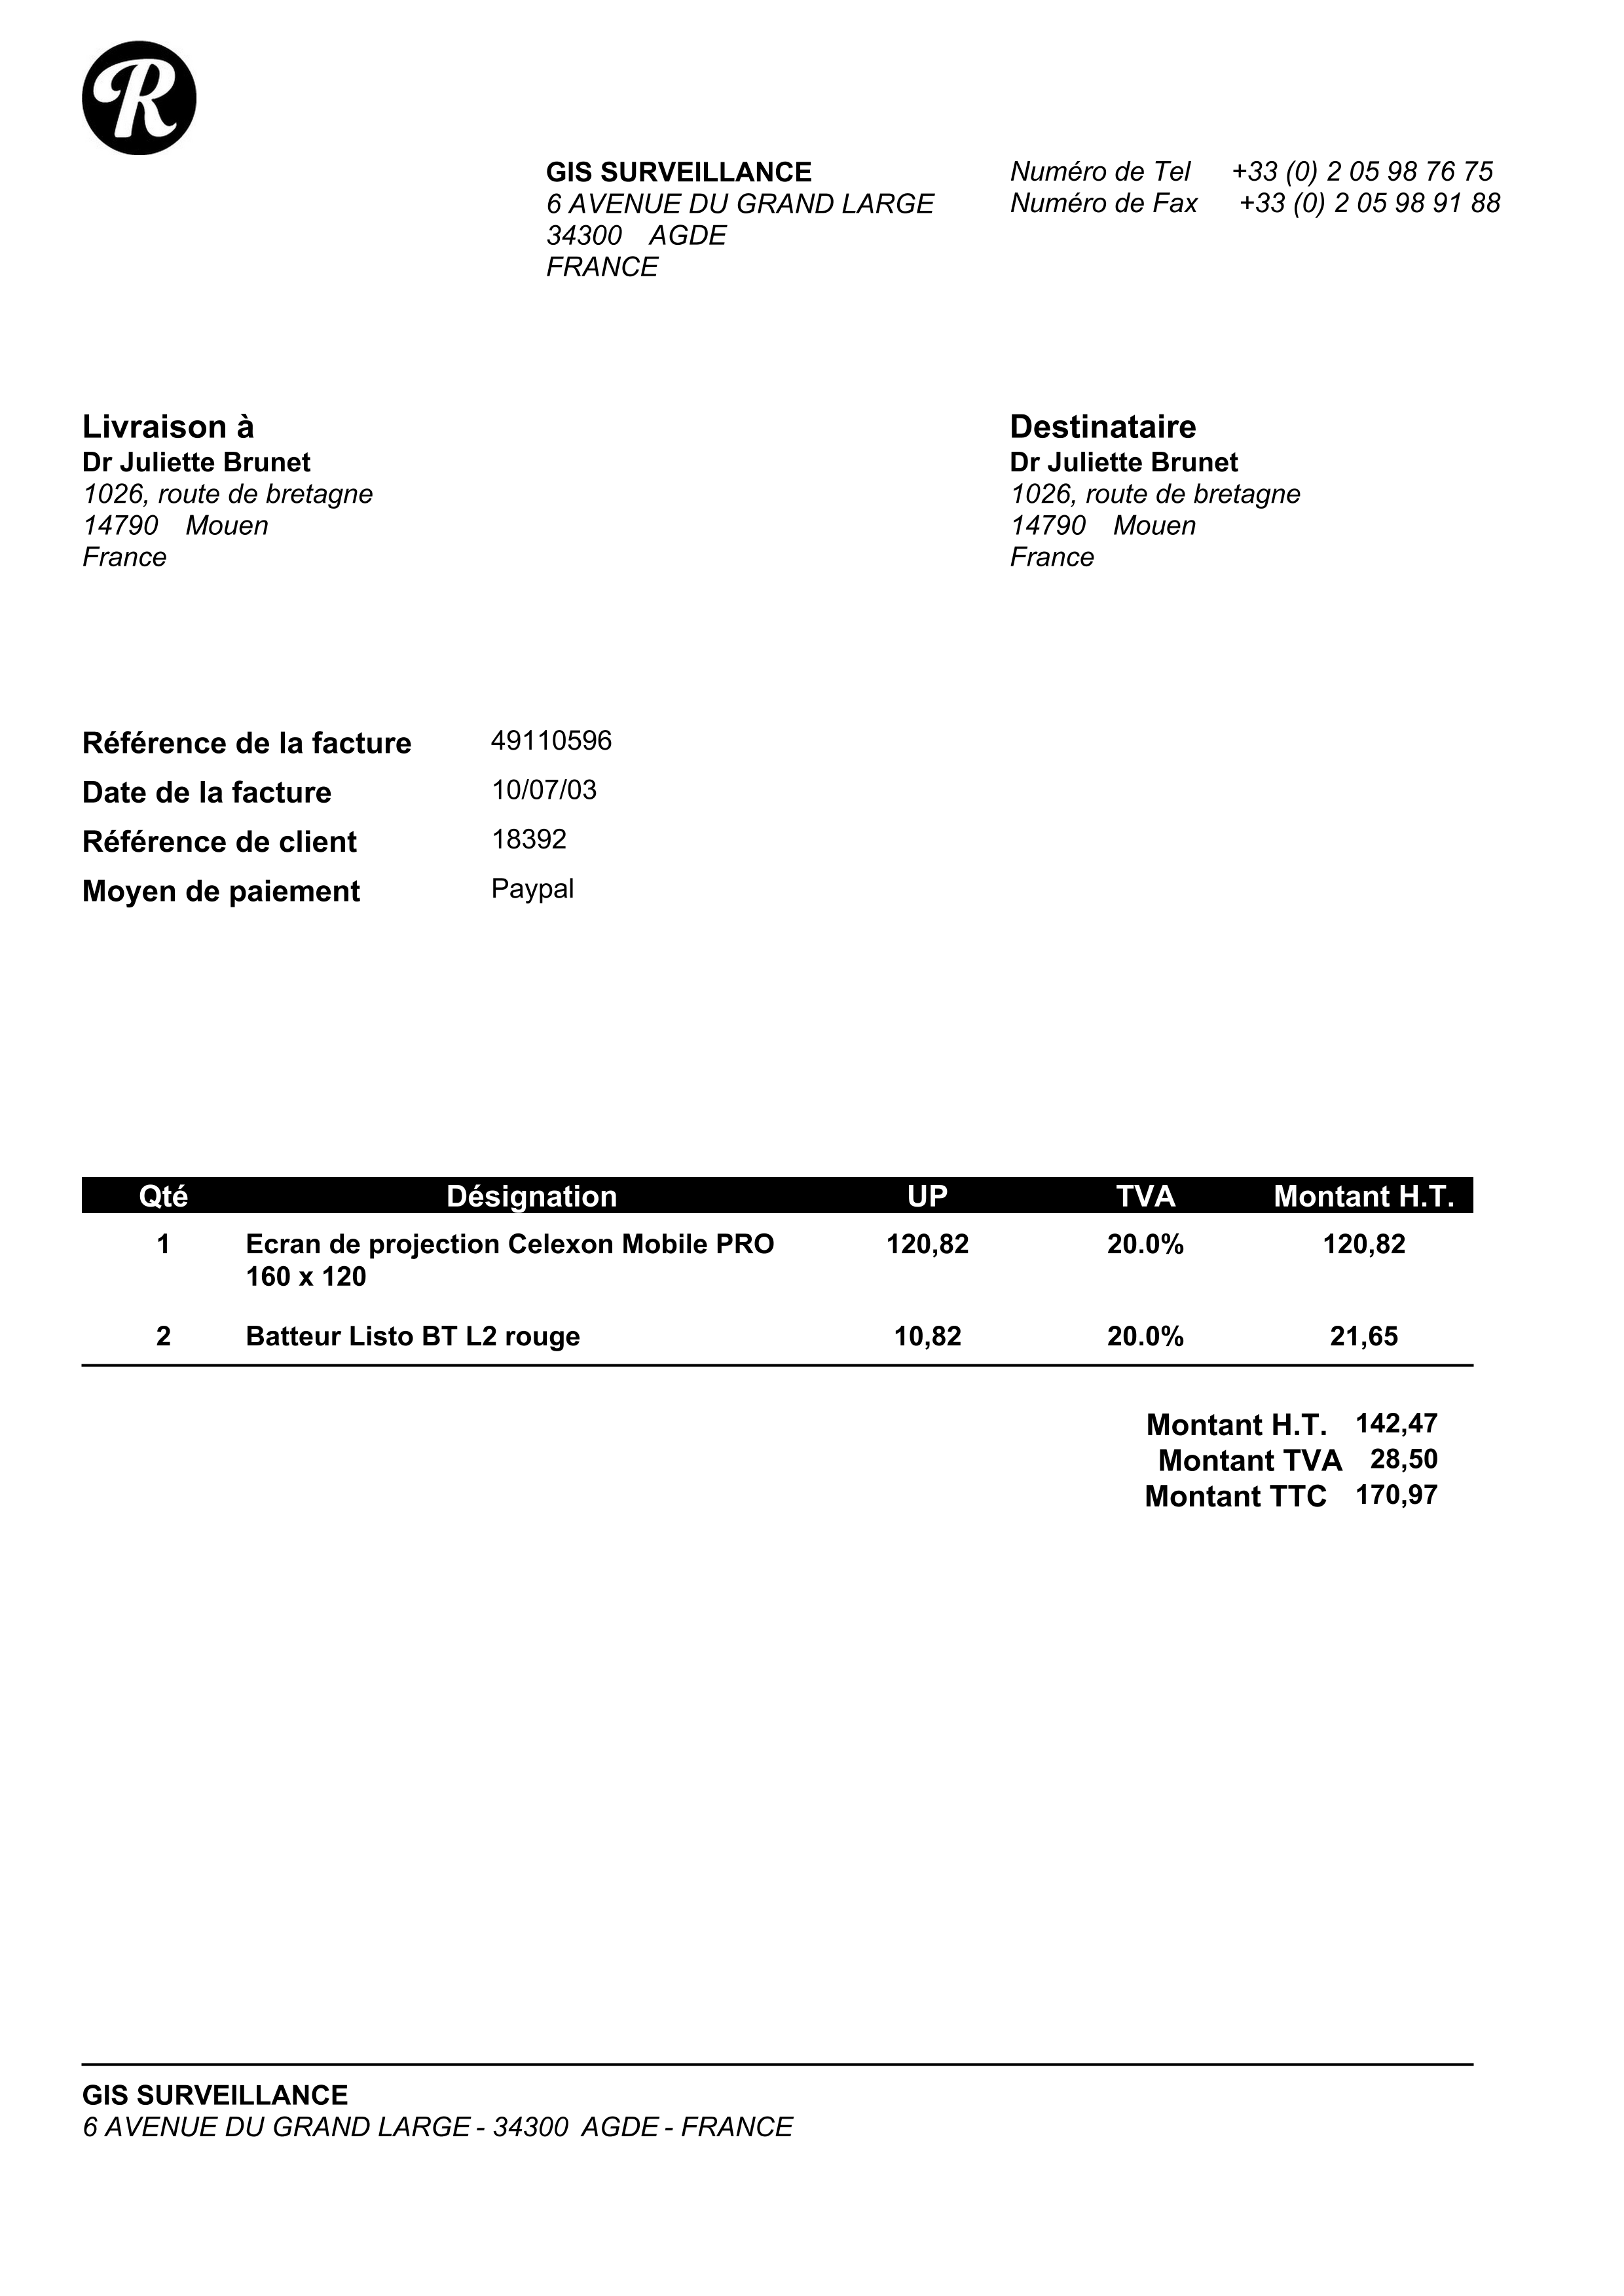 R
GIS SURVEILLANCE
6 AVENUE DU GRAND LARGE
34300 AGDE
FRANCE
Numéro de Tel +33 (0) 2 05 98 76 75
Numéro de Fax +33 (0) 2 05 98 91 88
Livraison à
Dr Juliette Brunet
1026, route de bretagne
14790 Mouen
France
Destinataire
Dr Juliette Brunet
1026, route de bretagne
14790 Mouen
France
Référence de la facture 49110596
Date de la facture 10/07/03
Référence de client 18392
Moyen de paiement Paypal
Qté Désignation UP TVA Montant H.T.
1 Ecran de projection Celexon Mobile PRO 120,82 20.0% 120,82
160 x 120
2 Batteur Listo BT L2 rouge 10,82 20.0% 21,65
Montant H.T. 142,47
Montant TVA 28,50
Montant TTC 170,97
GIS SURVEILLANCE
6 AVENUE DU GRAND LARGE - 34300 AGDE - FRANCE